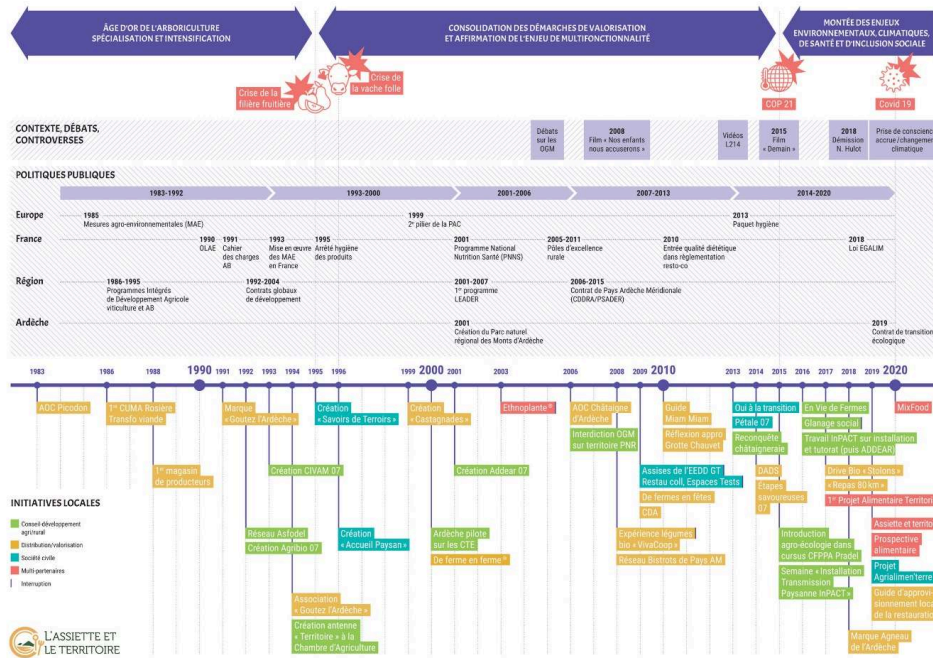 ÂGE D'OR DE L'ARBORICULTURE
SPÉCIALISATION ET INTENSIFICATION
CONSOLIDATION DES DÉMARCHES DE VALORISATION
ET AFFIRMATION DE L'ENJEU DE MULTIFONCTIONNALITÉ
MONTÉE DES ENJEUX
ENVIRONNEMENTAUX, CLIMATIQUES,
DE SANTÉ ET D'INCLUSION SOCIALE
Crise de la
filière fruitière
Crise de
la vache folle
COP 21
Covid 19
CONTEXTE, DÉBATS,
CONTROVERSES
Débats
sur les
OGM
2008
Film « Nos enfants
nous accuserons »
Vidéos
L214
2015
Film
« Demain »
2018
Démission
N. Hulot
Prise de conscienc
accrue/changemen
climatique
POLITIQUES PUBLIQUES
1983-1992
1993-2000
2001-2006
2007-2013
2014-2020
Europe
1985
Mesures agro-environnementales (MAE)
1999
2e pilier de la PAC
2013
Paquet hygiène
France
1990
OLAE
1991
Cahier
des charges
AB
1993
Mise en œuvre
des MAE
en France
1995
Arrêté hygiène
des produits
2001
Programme National
Nutrition Santé (PNNS)
2005-2011
Pôles d'excellence
rurale
2010
Entrée qualité diététique
dans règlementation
resto-co
2018
Loi EGALIM
Région
1986-1995
Programmes Intégrés
de Développement Agricole
viticulture et AB
1992-2004
Contrats globaux
de développement
2001-2007
1er programme
LEADER
2006-2015
Contrat de Pays Ardèche Méridionale
(CDDRA/PSADER)
Ardèche
2001
Création du Parc naturel
régional des Monts d'Ardèche
2019
Contrat de transition
écologique
1983
1986
1988
1990
1991
1992
1993
1994
1995
1996
1999
2000
2001
2003
2006
2008
2009
2010
2013
2014
2015
2016
2017
2018
2019
2020
AOC Picodon
1re CUMA Rosière
Transfo viande
Marque
« Goutez l'Ardèche »
Création
« Savoirs de Terroirs »
Création
« Castagnades »
Ethnoplante
AOC Châtaigne
d'Ardèche
Interdiction OGM
sur territoire PNR
Guide
Miam Miam
Réflexion appro
Grotte Chauvet
Oui à la transition
Pétale 07
Reconquête
châtaigneraie
En Vie de Fermes
Glanage social
Travail InPACT sur installation
et tutorat (puis ADDEAR)
MixFood
1er magasin
de producteurs
Création CIVAM 07
Création Addear 07
Assises de l'EEDD GT
Restau coll, Espaces Tests
De fermes en fêtes
CDA
DADS
Étapes
savoureuses
07
Drive Bio « Stolons »
« Repas 80 km »
1er Projet Alimentaire Territori
INITIATIVES LOCALES
Conseil-développement
agri/rural
Distribution/valorisation
Société civile
Multi-partenaires
Interruption
Réseau Asfodel
Création Agribio 07
Création
« Accueil Paysan »
Ardèche pilote
sur les CTE
De ferme en ferme
Expérience légumes
bio « VivaCoop »
Réseau Bistrots de Pays AM
Introduction
agro-écologie dans
cursus CFPPA Pradel
Semaine « Installation
Transmission
Paysanne InPACT »
Assiette et territo
Prospective
alimentaire
Projet
Agrialimen'terre
Guide d'approvi-
sionnement loca
de la restauratio
Association
« Goutez l'Ardèche »
Création antenne
« Territoire » à la
Chambre d'Agriculture
Marque Agneau
de l'Ardèche
L'ASSIETTE ET
LE TERRITOIRE